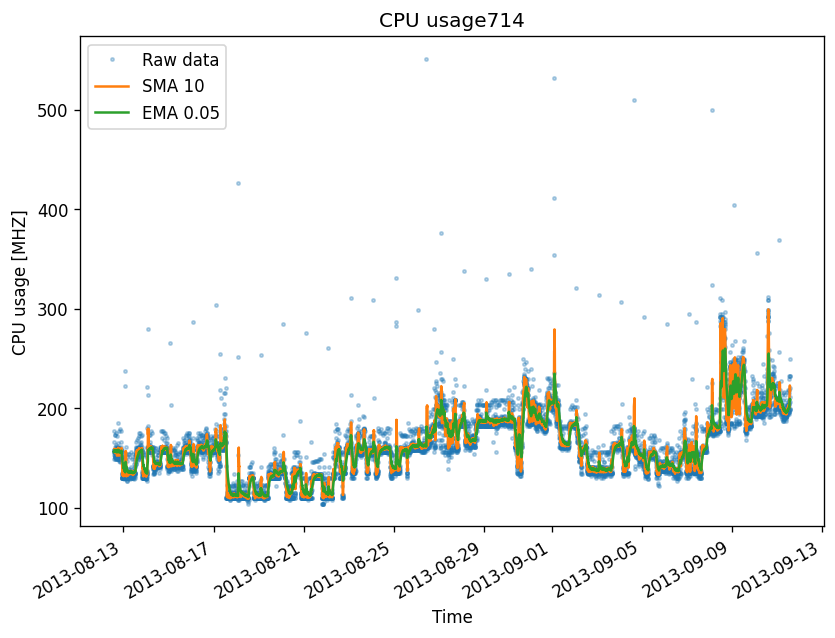 CPU usage714
Raw data
SMA 10
EMA 0.05
CPU usage [MHZ]
500
400
300
200
100
2013-08-13
2013-08-17
2013-08-21
2013-08-25
2013-08-29
2013-09-01
2013-09-05
2013-09-09
2013-09-13
Time